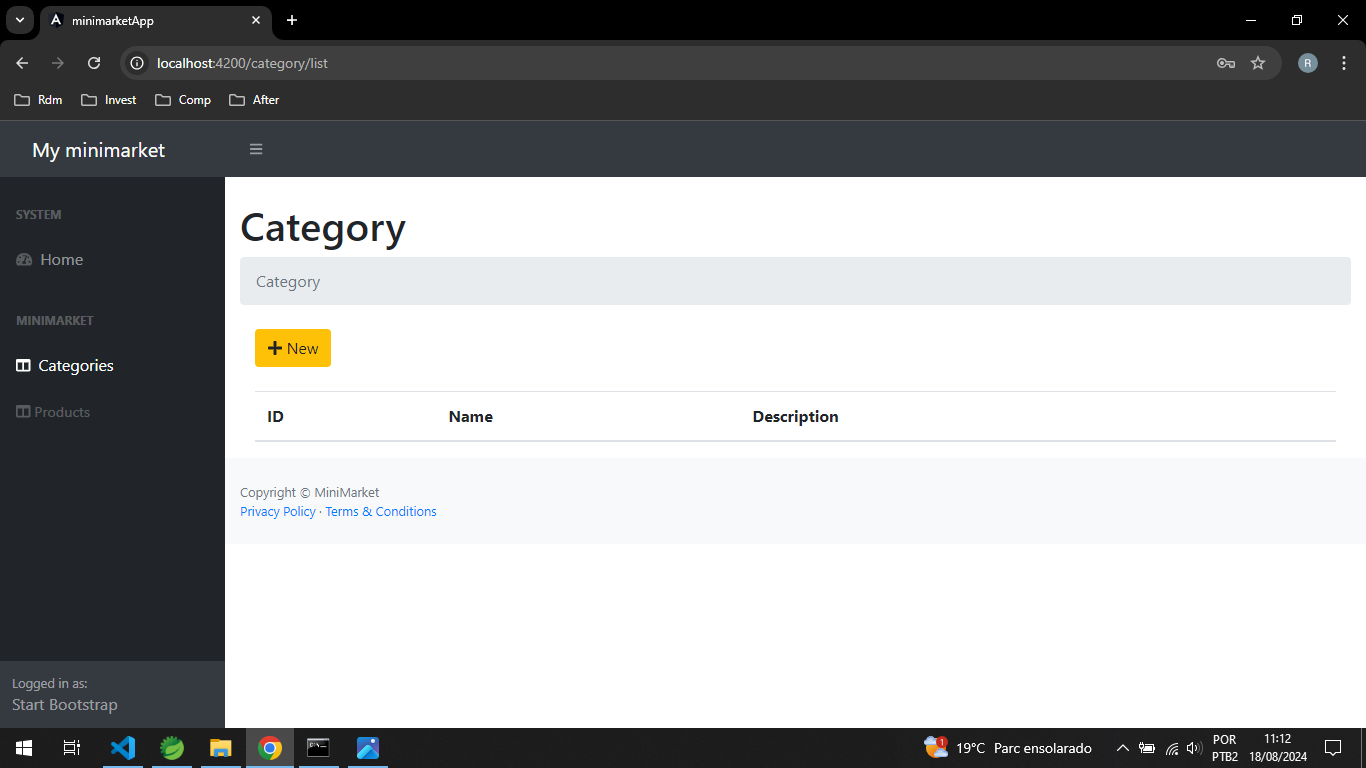 minimarketApp
localhost:4200/category/list
R
Rdm Invest Comp After
My minimarket
SYSTEM
Home
MINIMARKET
Categories
Products
Logged in as:
Start Bootstrap
Category
Category
New
ID Name Description
Copyright © MiniMarket
Privacy Policy · Terms & Conditions
1
19°C Parc ensolarado
POR
PTB2
11:12
18/08/2024